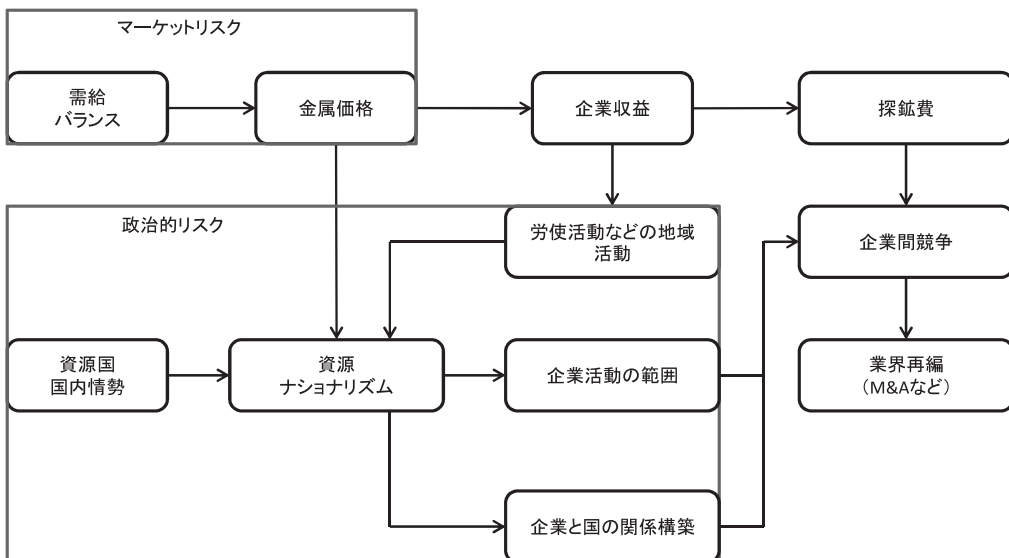 マーケットリスク
需給
バランス
金属価格
企業収益
探鉱費
政治的リスク
労使活動などの地域
活動
企業間競争
資源国
国内情勢
資源
ナショナリズム
企業活動の範囲
業界再編
（M&Aなど）
企業と国の関係構築